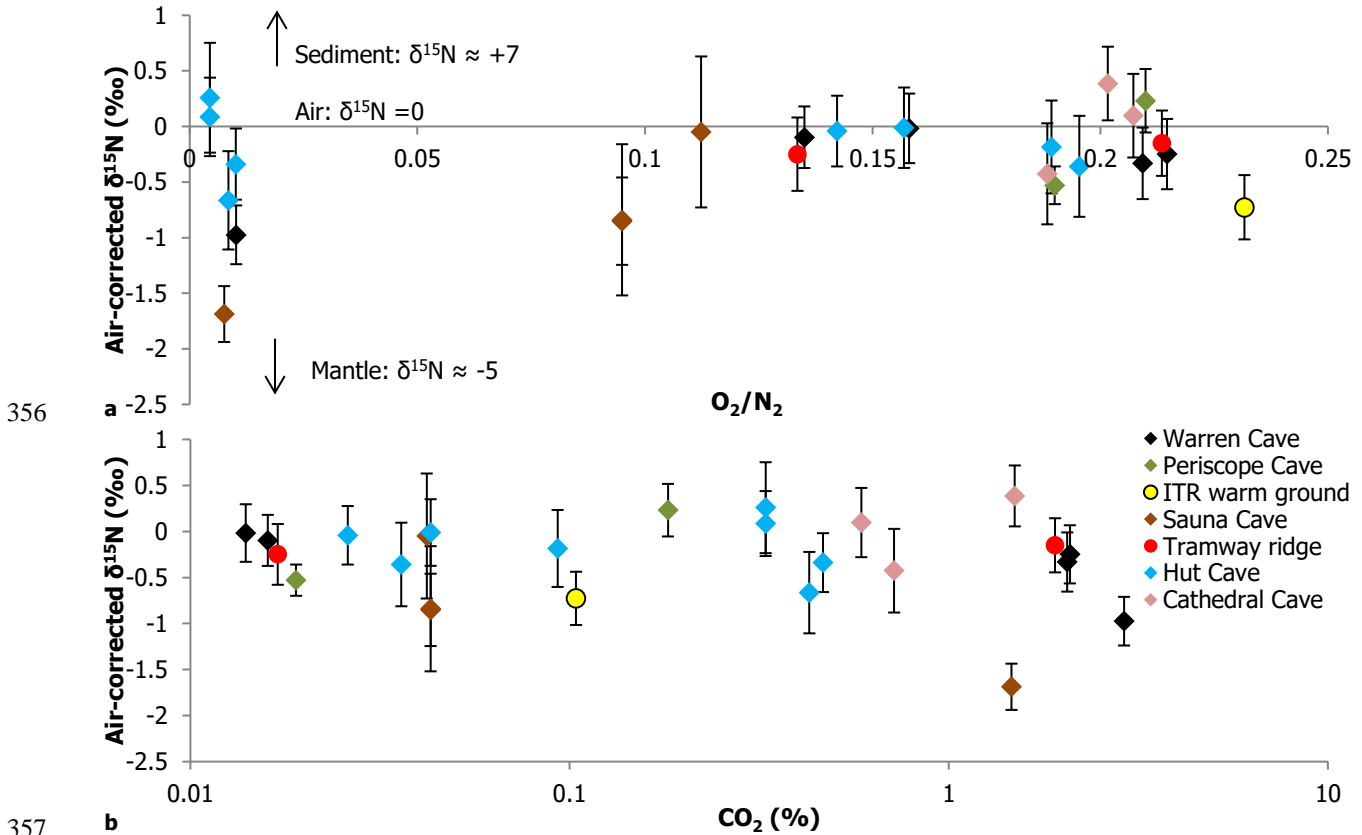 1
0.5
0
-0.5
-1
-1.5
-2
-2.5
Air-corrected δ¹⁵N (‰)
Sediment: δ¹⁵N ≈ +7
Air: δ¹⁵N =0
0 0.05 0.1 0.15 0.2 0.25
Mantle: δ¹⁵N ≈ -5
356 a O₂/N₂
1
0.5
0
-0.5
-1
-1.5
-2
-2.5
Air-corrected δ¹⁵N (‰)
Warren Cave
Periscope Cave
ITR warm ground
Sauna Cave
Tramway ridge
Hut Cave
Cathedral Cave
0.01 0.1 1 10
357 b CO₂ (%)